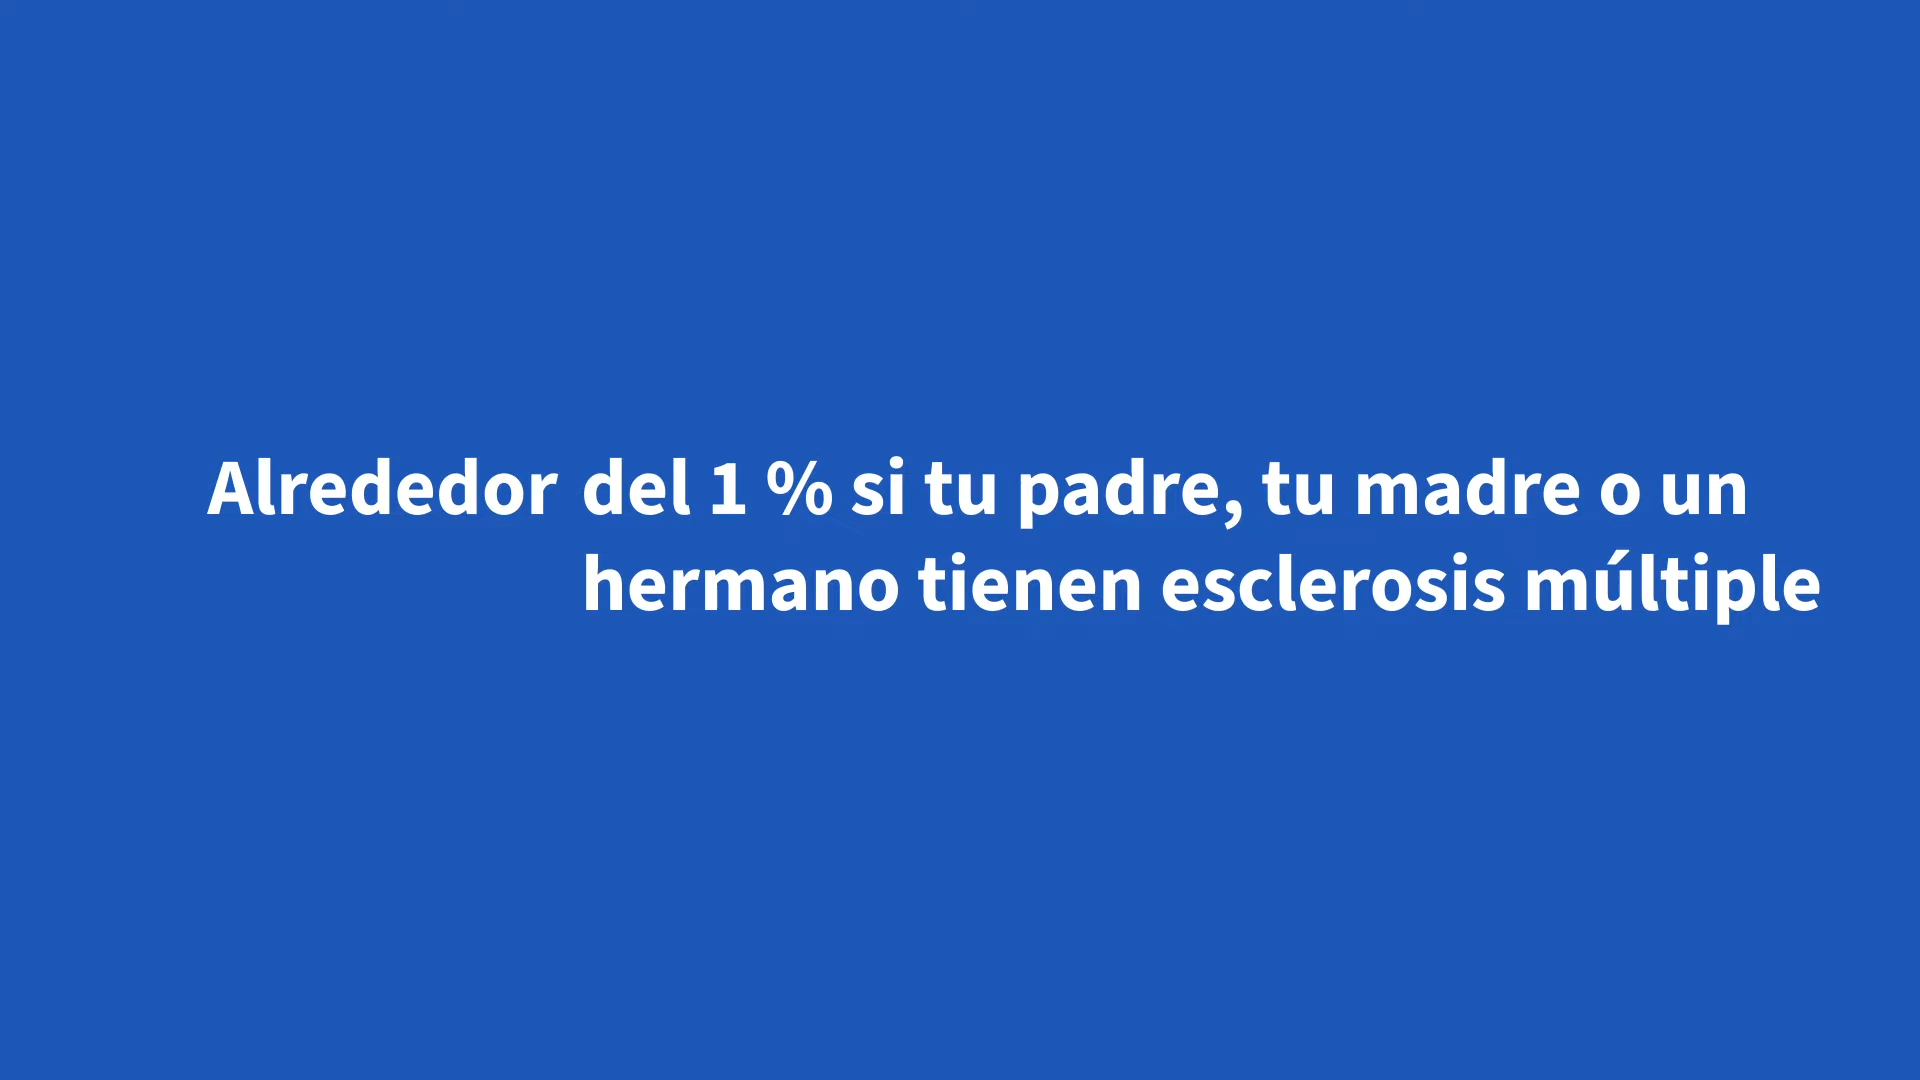 Alrededor del 1 % si tu padre, tu madre o un
hermano tienen esclerosis múltiple